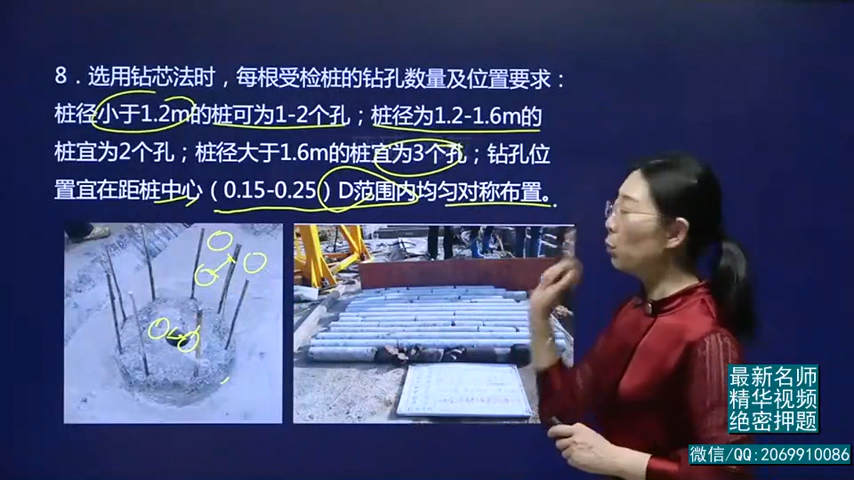 8．选用钻芯法时，每根受检桩的钻孔数量及位置要求：
桩径小于1.2m的桩可为1-2个孔；桩径为1.2-1.6m的
桩宜为2个孔；桩径大于1.6m的桩宜为3个孔；钻孔位
置宜在距桩中心（0.15-0.25）D范围内均匀对称布置。
最新名师
精华视频
绝密押题
微信/QQ:2069910086